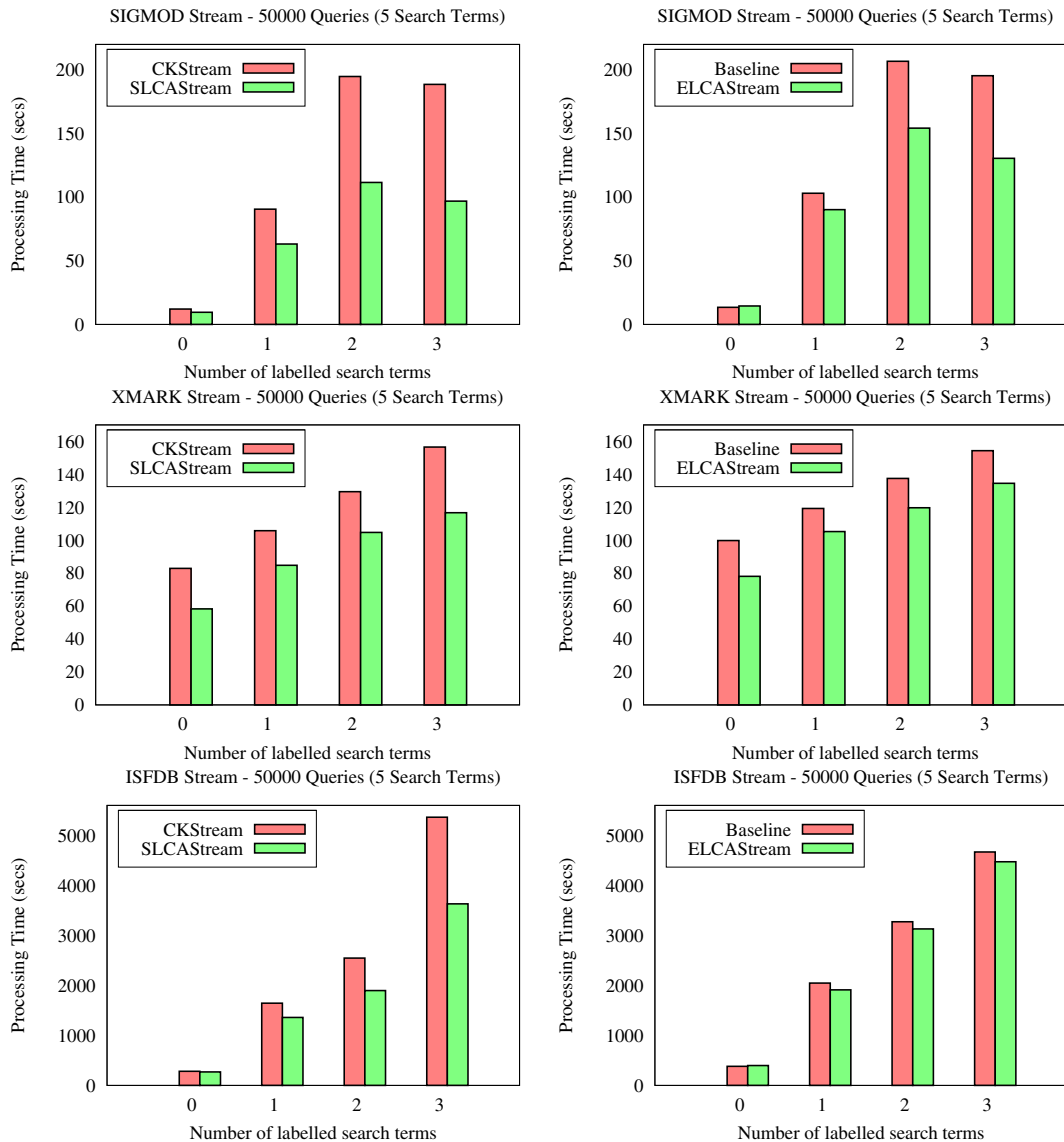 SIGMOD Stream - 50000 Queries (5 Search Terms)
CKStream
SLCAStream
Processing Time (secs)
200
150
100
50
0
0 1 2 3
Number of labelled search terms
SIGMOD Stream - 50000 Queries (5 Search Terms)
Baseline
ELCAStream
Processing Time (secs)
200
150
100
50
0
0 1 2 3
Number of labelled search terms
XMARK Stream - 50000 Queries (5 Search Terms)
CKStream
SLCAStream
Processing Time (secs)
160
140
120
100
80
60
40
20
0
0 1 2 3
Number of labelled search terms
XMARK Stream - 50000 Queries (5 Search Terms)
Baseline
ELCAStream
Processing Time (secs)
160
140
120
100
80
60
40
20
0
0 1 2 3
Number of labelled search terms
ISFDB Stream - 50000 Queries (5 Search Terms)
CKStream
SLCAStream
Processing Time (secs)
5000
4000
3000
2000
1000
0
0 1 2 3
Number of labelled search terms
ISFDB Stream - 50000 Queries (5 Search Terms)
Baseline
ELCAStream
Processing Time (secs)
5000
4000
3000
2000
1000
0
0 1 2 3
Number of labelled search terms